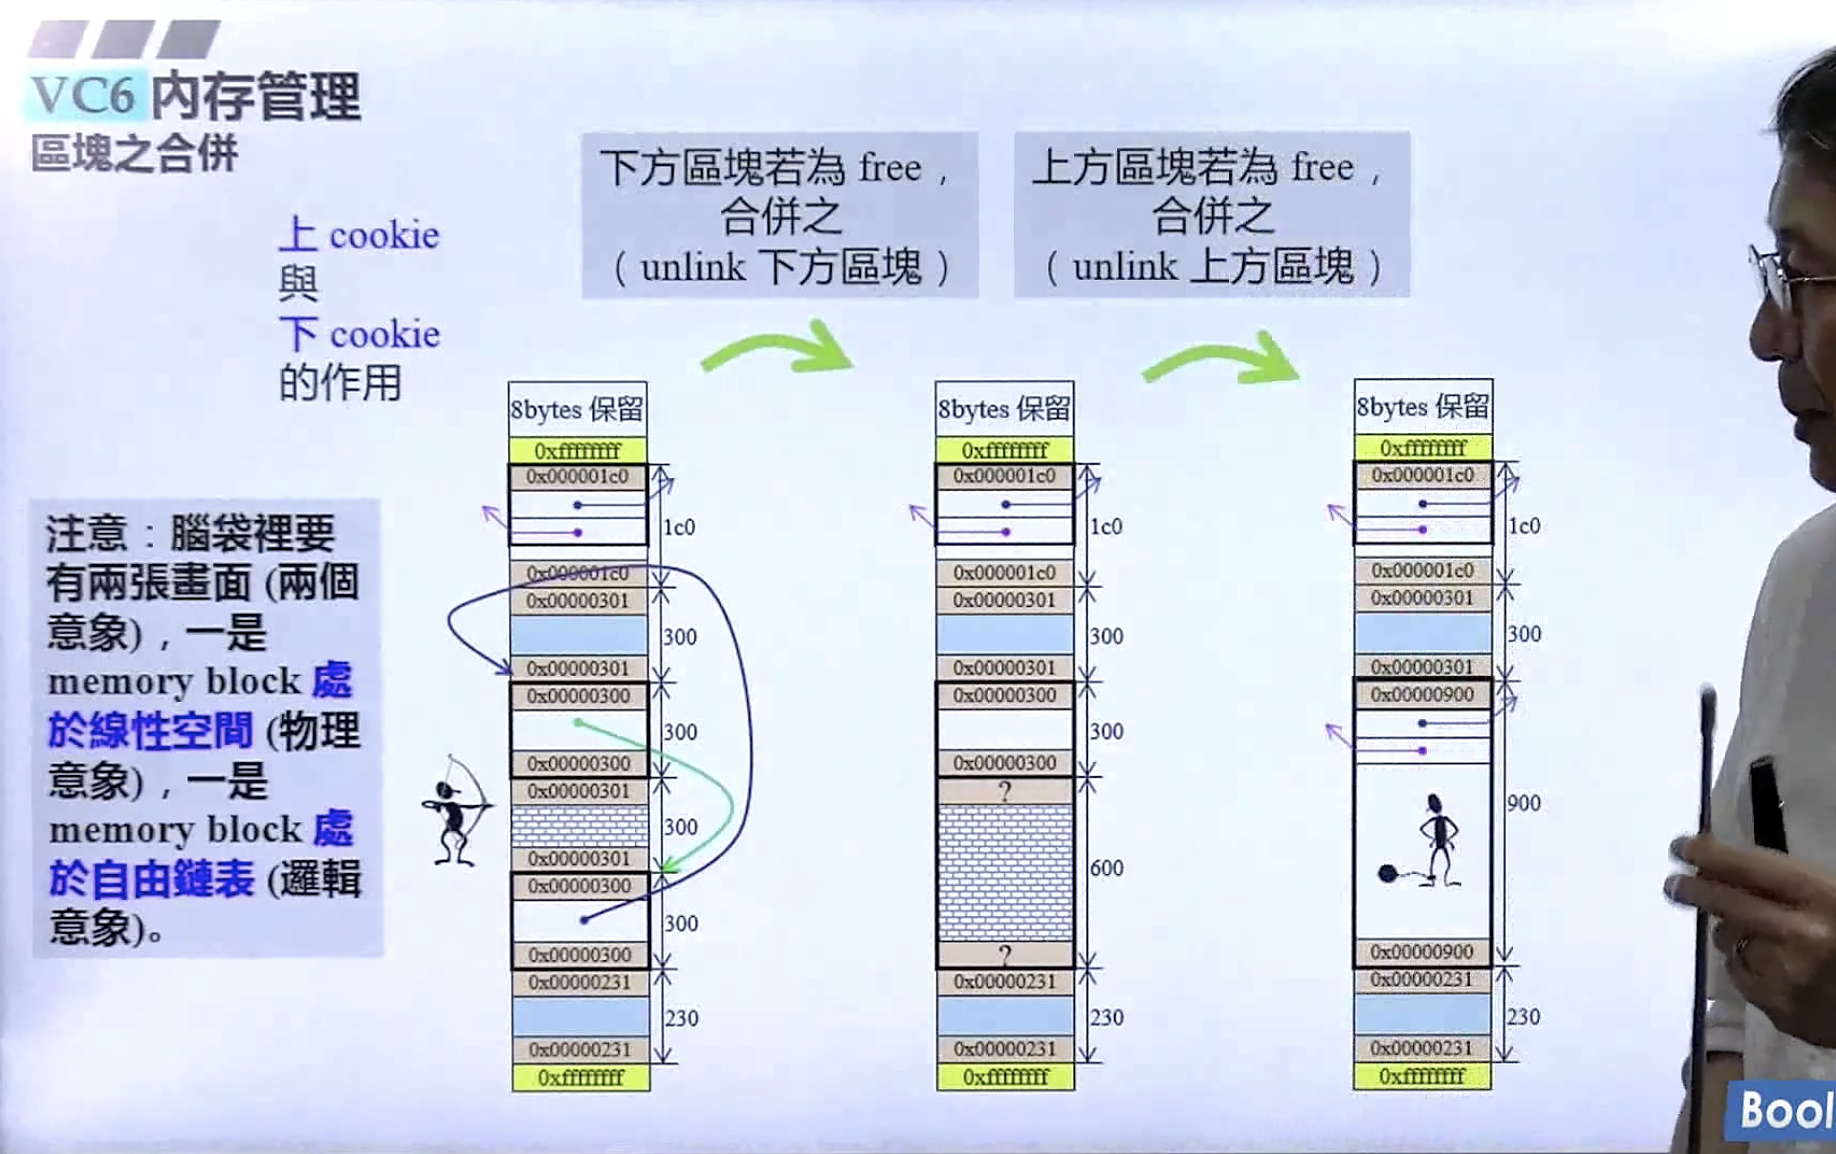 VC6 內存管理
區塊之合併
上 cookie
與
下 cookie
的作用
下方區塊若為 free，
合併之
（unlink 下方區塊）
上方區塊若為 free，
合併之
（unlink 上方區塊）
注意：腦袋裡要
有兩張畫面 (兩個
意象)，一是
memory block 處
於線性空間 (物理
意象)，一是
memory block 處
於自由鏈表 (邏輯
意象)。
8bytes 保留
0xffffffff
0x000001c0
1c0
0x000001c0
0x00000301
300
0x00000301
0x00000300
300
0x00000300
0x00000301
300
0x00000301
0x00000300
300
0x00000300
0x00000231
230
0x00000231
0xffffffff
8bytes 保留
0xffffffff
0x000001c0
1c0
0x000001c0
0x00000301
300
0x00000301
0x00000300
300
0x00000300
?
600
?
0x00000231
230
0x00000231
0xffffffff
8bytes 保留
0xffffffff
0x000001c0
1c0
0x000001c0
0x00000301
300
0x00000301
0x00000900
900
0x00000900
0x00000231
230
0x00000231
0xffffffff
Bool